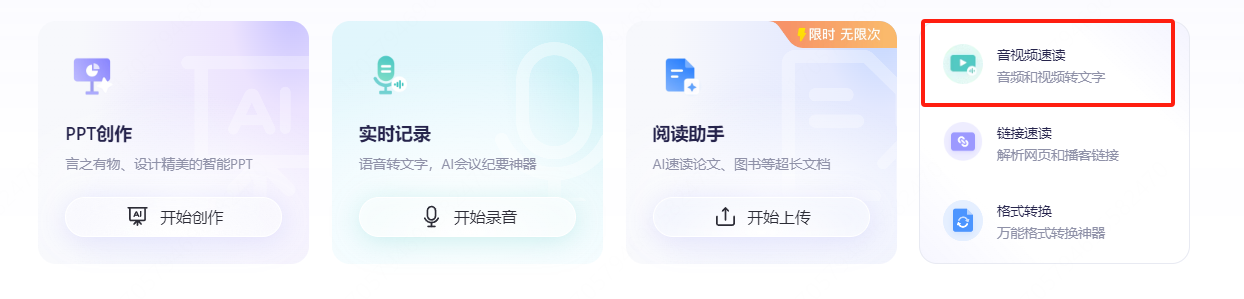 PPT创作
言之有物、设计精美的智能PPT
AI 开始创作
实时记录
语音转文字，AI会议纪要神器
开始录音
限时 无限次
阅读助手
AI速读论文、图书等超长文档
开始上传
音视频速读
音频和视频转文字
链接速读
解析网页和播客链接
格式转换
万能格式转换神器
AI